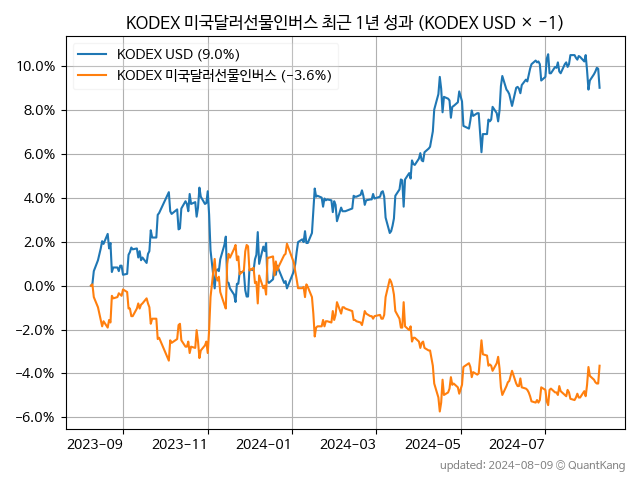 KODEX 미국달러선물인버스 최근 1년 성과 (KODEX USD × −1)
KODEX USD (9.0%)
KODEX 미국달러선물인버스 (−3.6%)
10.0%
8.0%
6.0%
4.0%
2.0%
0.0%
−2.0%
−4.0%
−6.0%
2023-09 2023-11 2024-01 2024-03 2024-05 2024-07
updated: 2024-08-09 © QuantKang